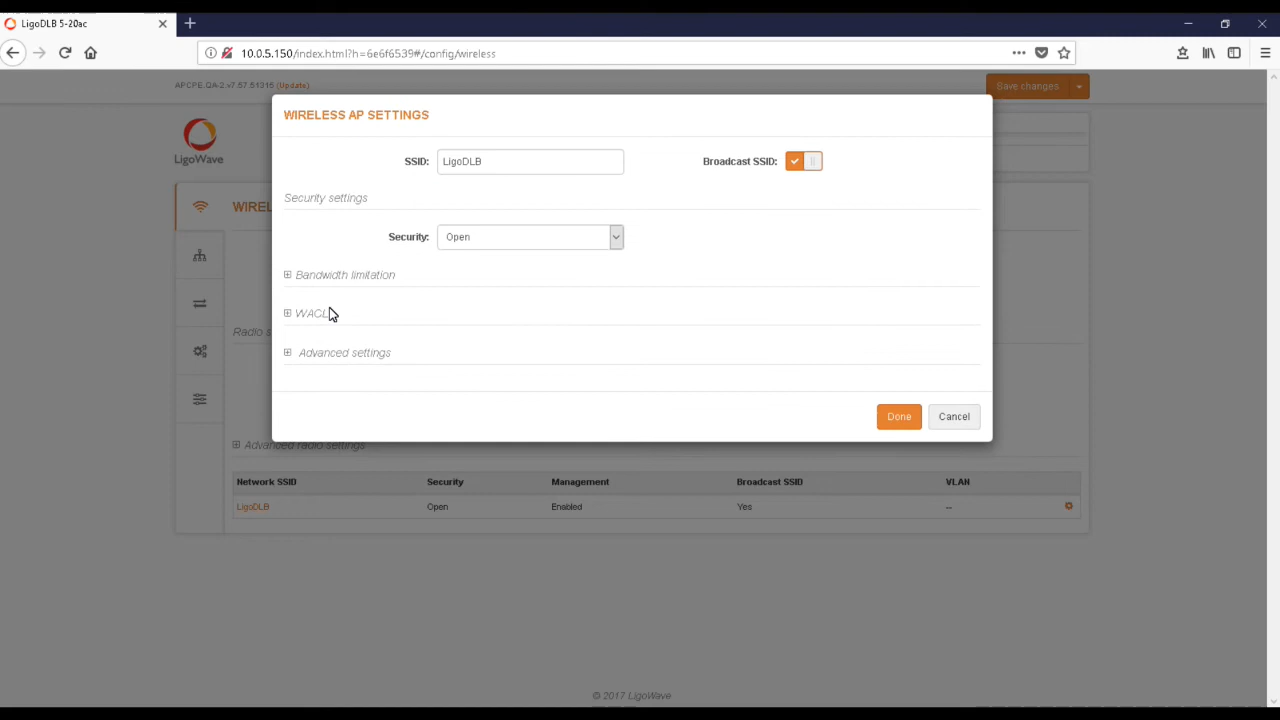 LigoDLB 5-20ac
10.0.5.150/index.html?h=6e6f6539#/config/wireless
APCPE.QA-2.v7.57.51316 (Update)
Save changes
LigoWave
WIRELESS AP SETTINGS
SSID: LigoDLB
Broadcast SSID:
Security settings
WIREL
Security: Open
Bandwidth limitation
WACL
Radio s
Advanced settings
Done Cancel
Advanced radio settings
Network SSID Security Management Broadcast SSID VLAN
LigoDLB Open Enabled Yes --
© 2017 LigoWave